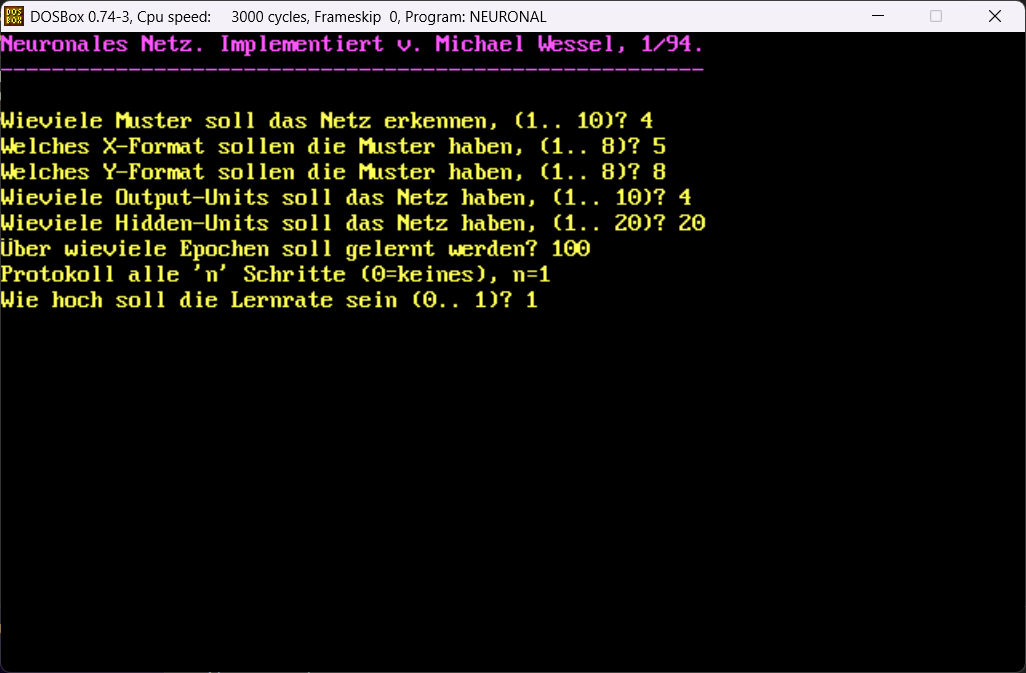 DOS BOX DOSBox 0.74-3, Cpu speed: 3000 cycles, Frameskip 0, Program: NEURONAL
Neuronales Netz. Implementiert v. Michael Wessel, 1/94.
-------------------------------------------------------
Wieviele Muster soll das Netz erkennen, (1.. 10)? 4
Welches X-Format sollen die Muster haben, (1.. 8)? 5
Welches Y-Format sollen die Muster haben, (1.. 8)? 8
Wieviele Output-Units soll das Netz haben, (1.. 10)? 4
Wieviele Hidden-Units soll das Netz haben, (1.. 20)? 20
Über wieviele Epochen soll gelernt werden? 100
Protokoll alle 'n' Schritte (0=keines), n=1
Wie hoch soll die Lernrate sein (0.. 1)? 1